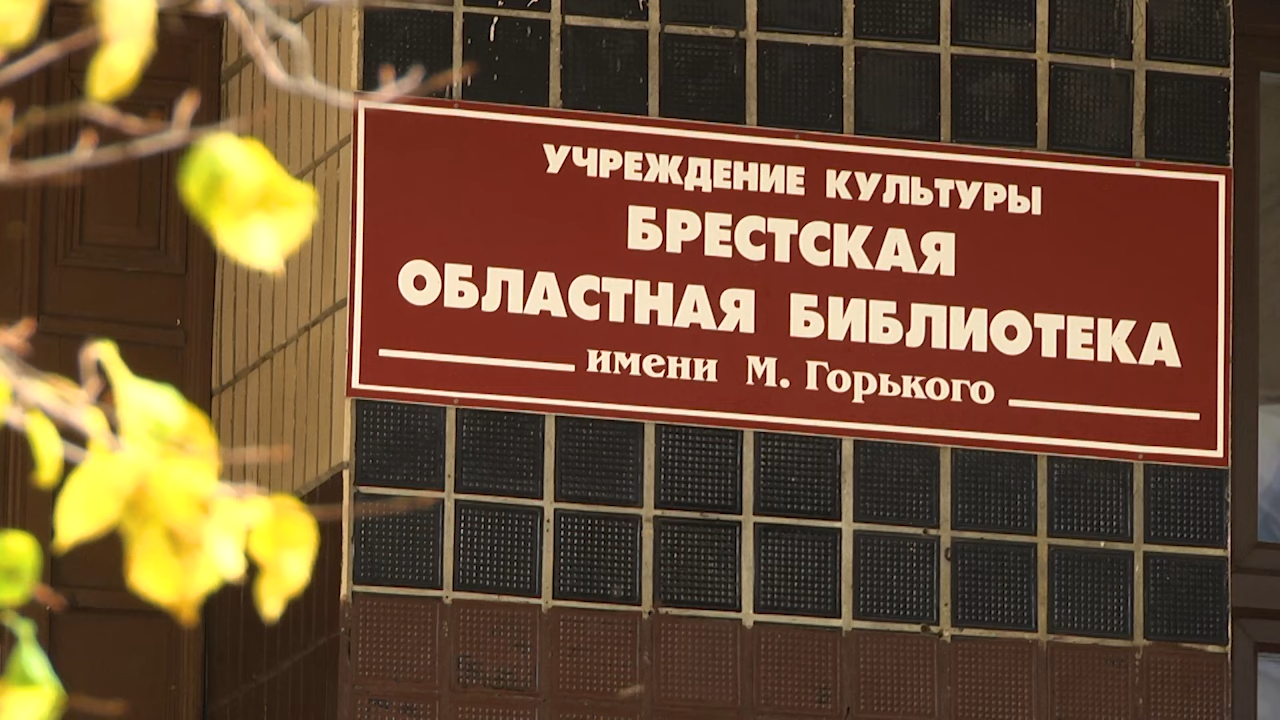 УЧРЕЖДЕНИЕ КУЛЬТУРЫ
БРЕСТСКАЯ
ОБЛАСТНАЯ БИБЛИОТЕКА
имени М. Горького